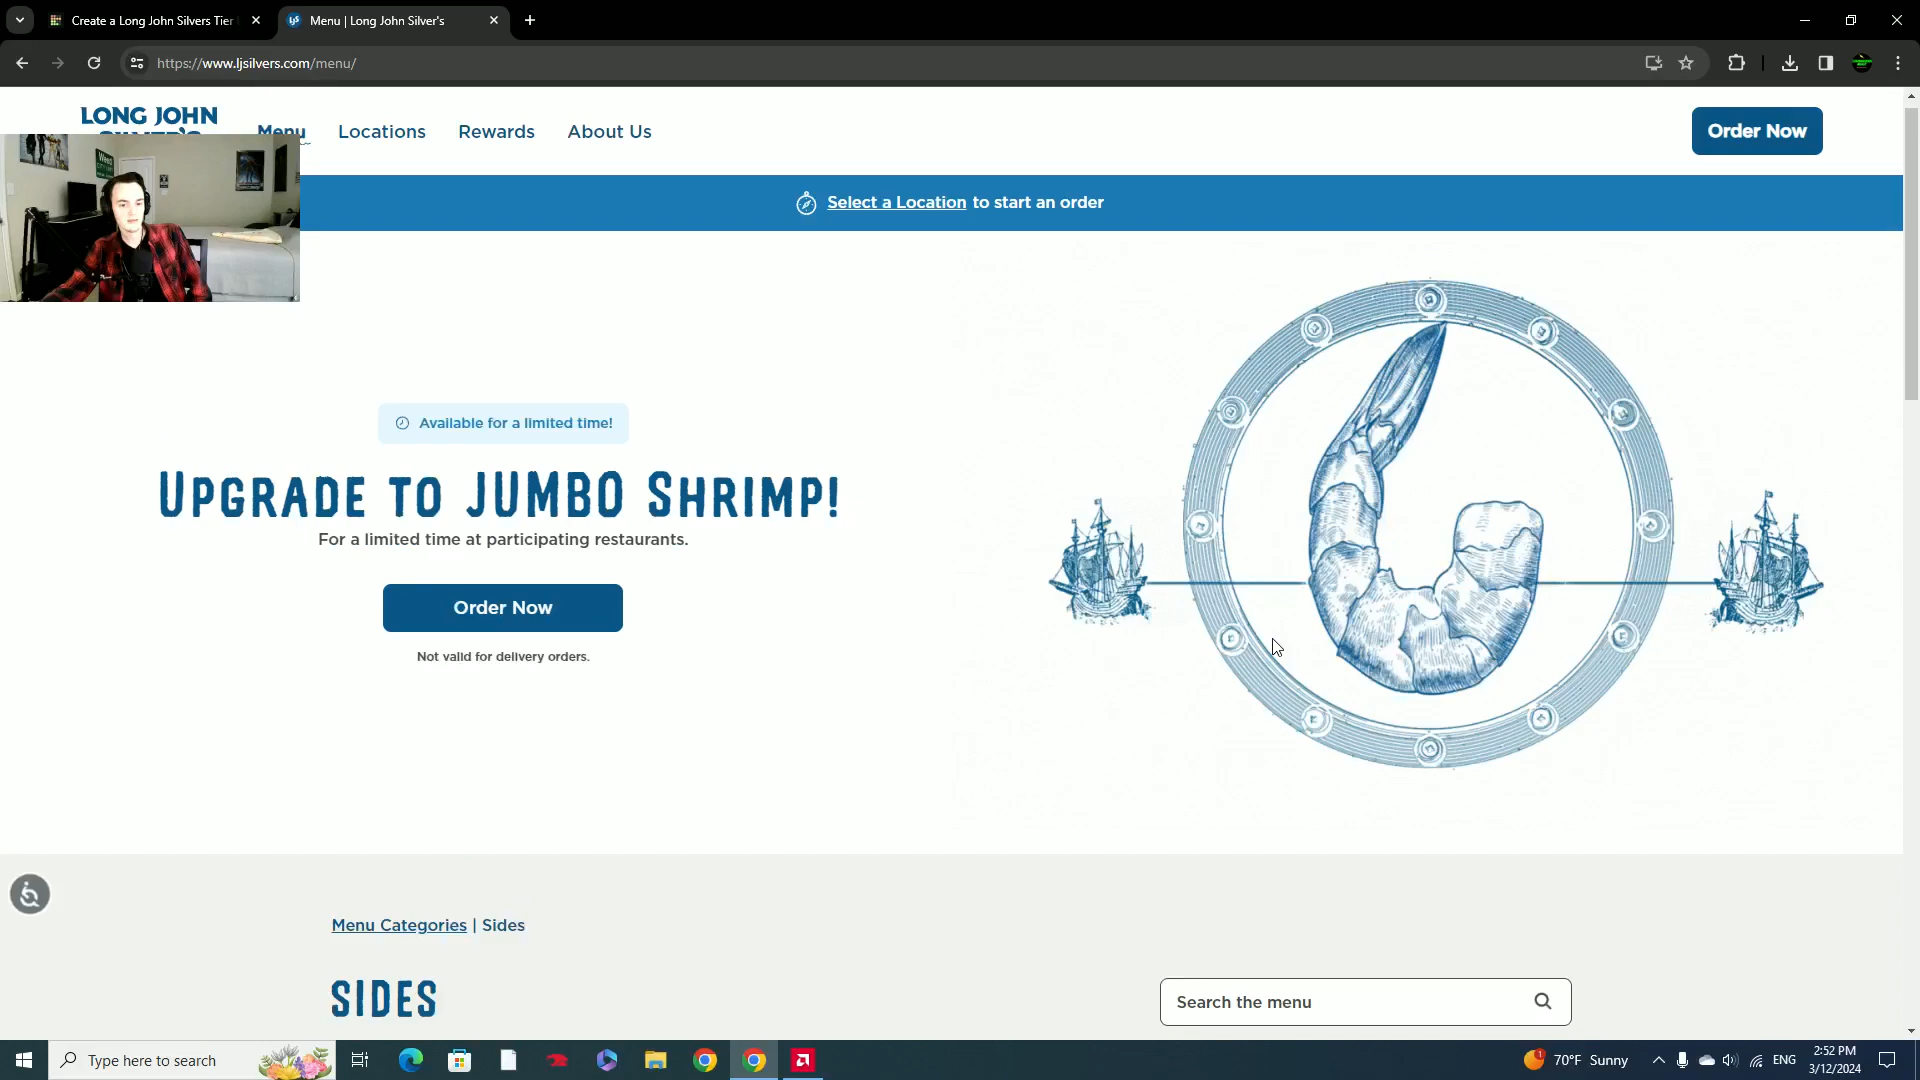 Create a Long John Silvers Tier
Menu | Long John Silver's
https://www.ljsilvers.com/menu/
LONG JOHN
SILVER'S
Menu
Locations
Rewards
About Us
Order Now
Select a Location to start an order
Available for a limited time!
UPGRADE TO JUMBO SHRIMP!
For a limited time at participating restaurants.
Order Now
Not valid for delivery orders.
Menu Categories | Sides
SIDES
Search the menu
Type here to search
70°F Sunny
ENG
2:52 PM
3/12/2024